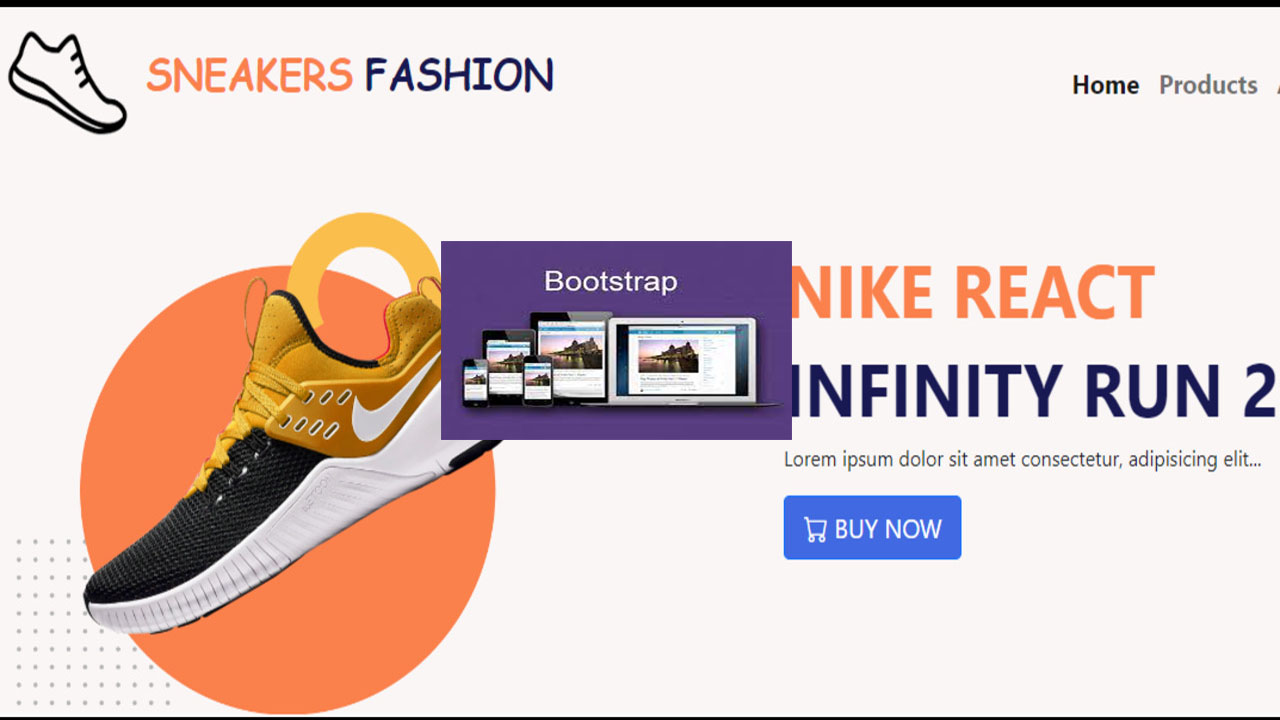 SNEAKERS FASHION
Home Products
Bootstrap
NIKE REACT
INFINITY RUN 2
Lorem ipsum dolor sit amet consectetur, adipisicing elit...
BUY NOW